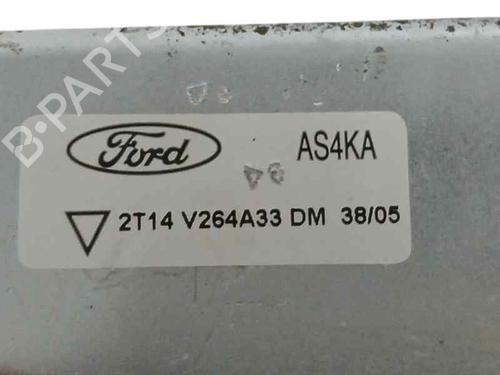 B-PARTS
Ford AS4KA
2T14 V264A33 DM 38/05